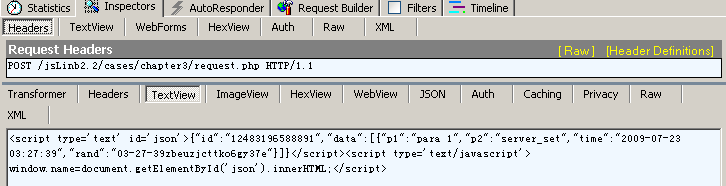 Statistics Inspectors AutoResponder Request Builder Filters Timeline
Headers TextView WebForms HexView Auth Raw XML
Request Headers [ Raw ] [Header Definitions]
POST /jsLinb2.2/cases/chapter3/request.php HTTP/1.1
Transformer Headers TextView ImageView HexView WebView JSON Auth Caching Privacy Raw
XML
<script type='text' id='json'>{"id":"12483196588891","data":[{"p1":"para 1","p2":"server_set","time":"2009-07-23
03:27:39","rand":"03-27-39zbeuzjcttko6gy37e"}]}</script><script type='text/javascript'>
window.name=document.getElementById('json').innerHTML;</script>